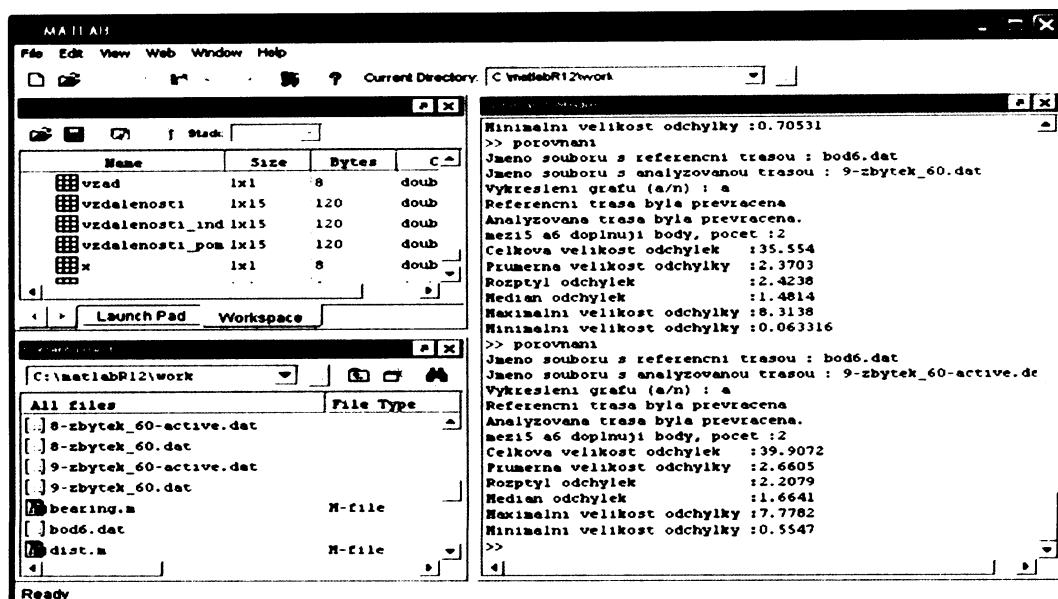 MATLAB
File Edit View Web Window Help
? Current Directory: C:\matlabR12\work
Stack:
Name Size Bytes C
vzad 1x1 8 doub
vzdalenosti 1x15 120 doub
vzdalenosti_ind 1x15 120 doub
vzdalenosti_pom 1x15 120 doub
x 1x1 8 doub
Launch Pad Workspace
C:\matlabR12\work
All files File Type
8-zbytek_60-active.dat
8-zbytek_60.dat
9-zbytek_60-active.dat
9-zbytek_60.dat
bearing.m M-file
bod6.dat
dist.m M-file
Minimalni velikost odchylky :0.70531
>> porovnani
Jmeno souboru s referencni trasou : bod6.dat
Jmeno souboru s analyzovanou trasou : 9-zbytek_60.dat
Vykresleni grafu (a/n) : a
Referencni trasa byla prevracena
Analyzovana trasa byla prevracena.
mezi5 a6 doplnuji body, pocet :2
Celkova velikost odchylek :35.554
Prumerna velikost odchylky :2.3703
Rozptyl odchylek :2.4238
Median odchylek :1.4814
Maximalni velikost odchylky :8.3138
Minimalni velikost odchylky :0.063316
>> porovnani
Jmeno souboru s referencni trasou : bod6.dat
Jmeno souboru s analyzovanou trasou : 9-zbytek_60-active.de
Vykresleni grafu (a/n) : a
Referencni trasa byla prevracena
Analyzovana trasa byla prevracena.
mezi5 a6 doplnuji body, pocet :2
Celkova velikost odchylek :39.9072
Prumerna velikost odchylky :2.6605
Rozptyl odchylek :2.2079
Median odchylek :1.6641
Maximalni velikost odchylky :7.7782
Minimalni velikost odchylky :0.5547
>>
Ready